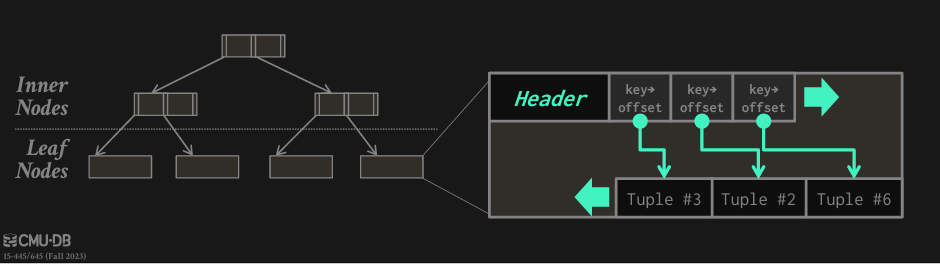 Inner
Nodes
Leaf
Nodes
Header
key→
offset
key→
offset
key→
offset
Tuple #3
Tuple #2
Tuple #6
CMU·DB
15-445/645 (Fall 2023)